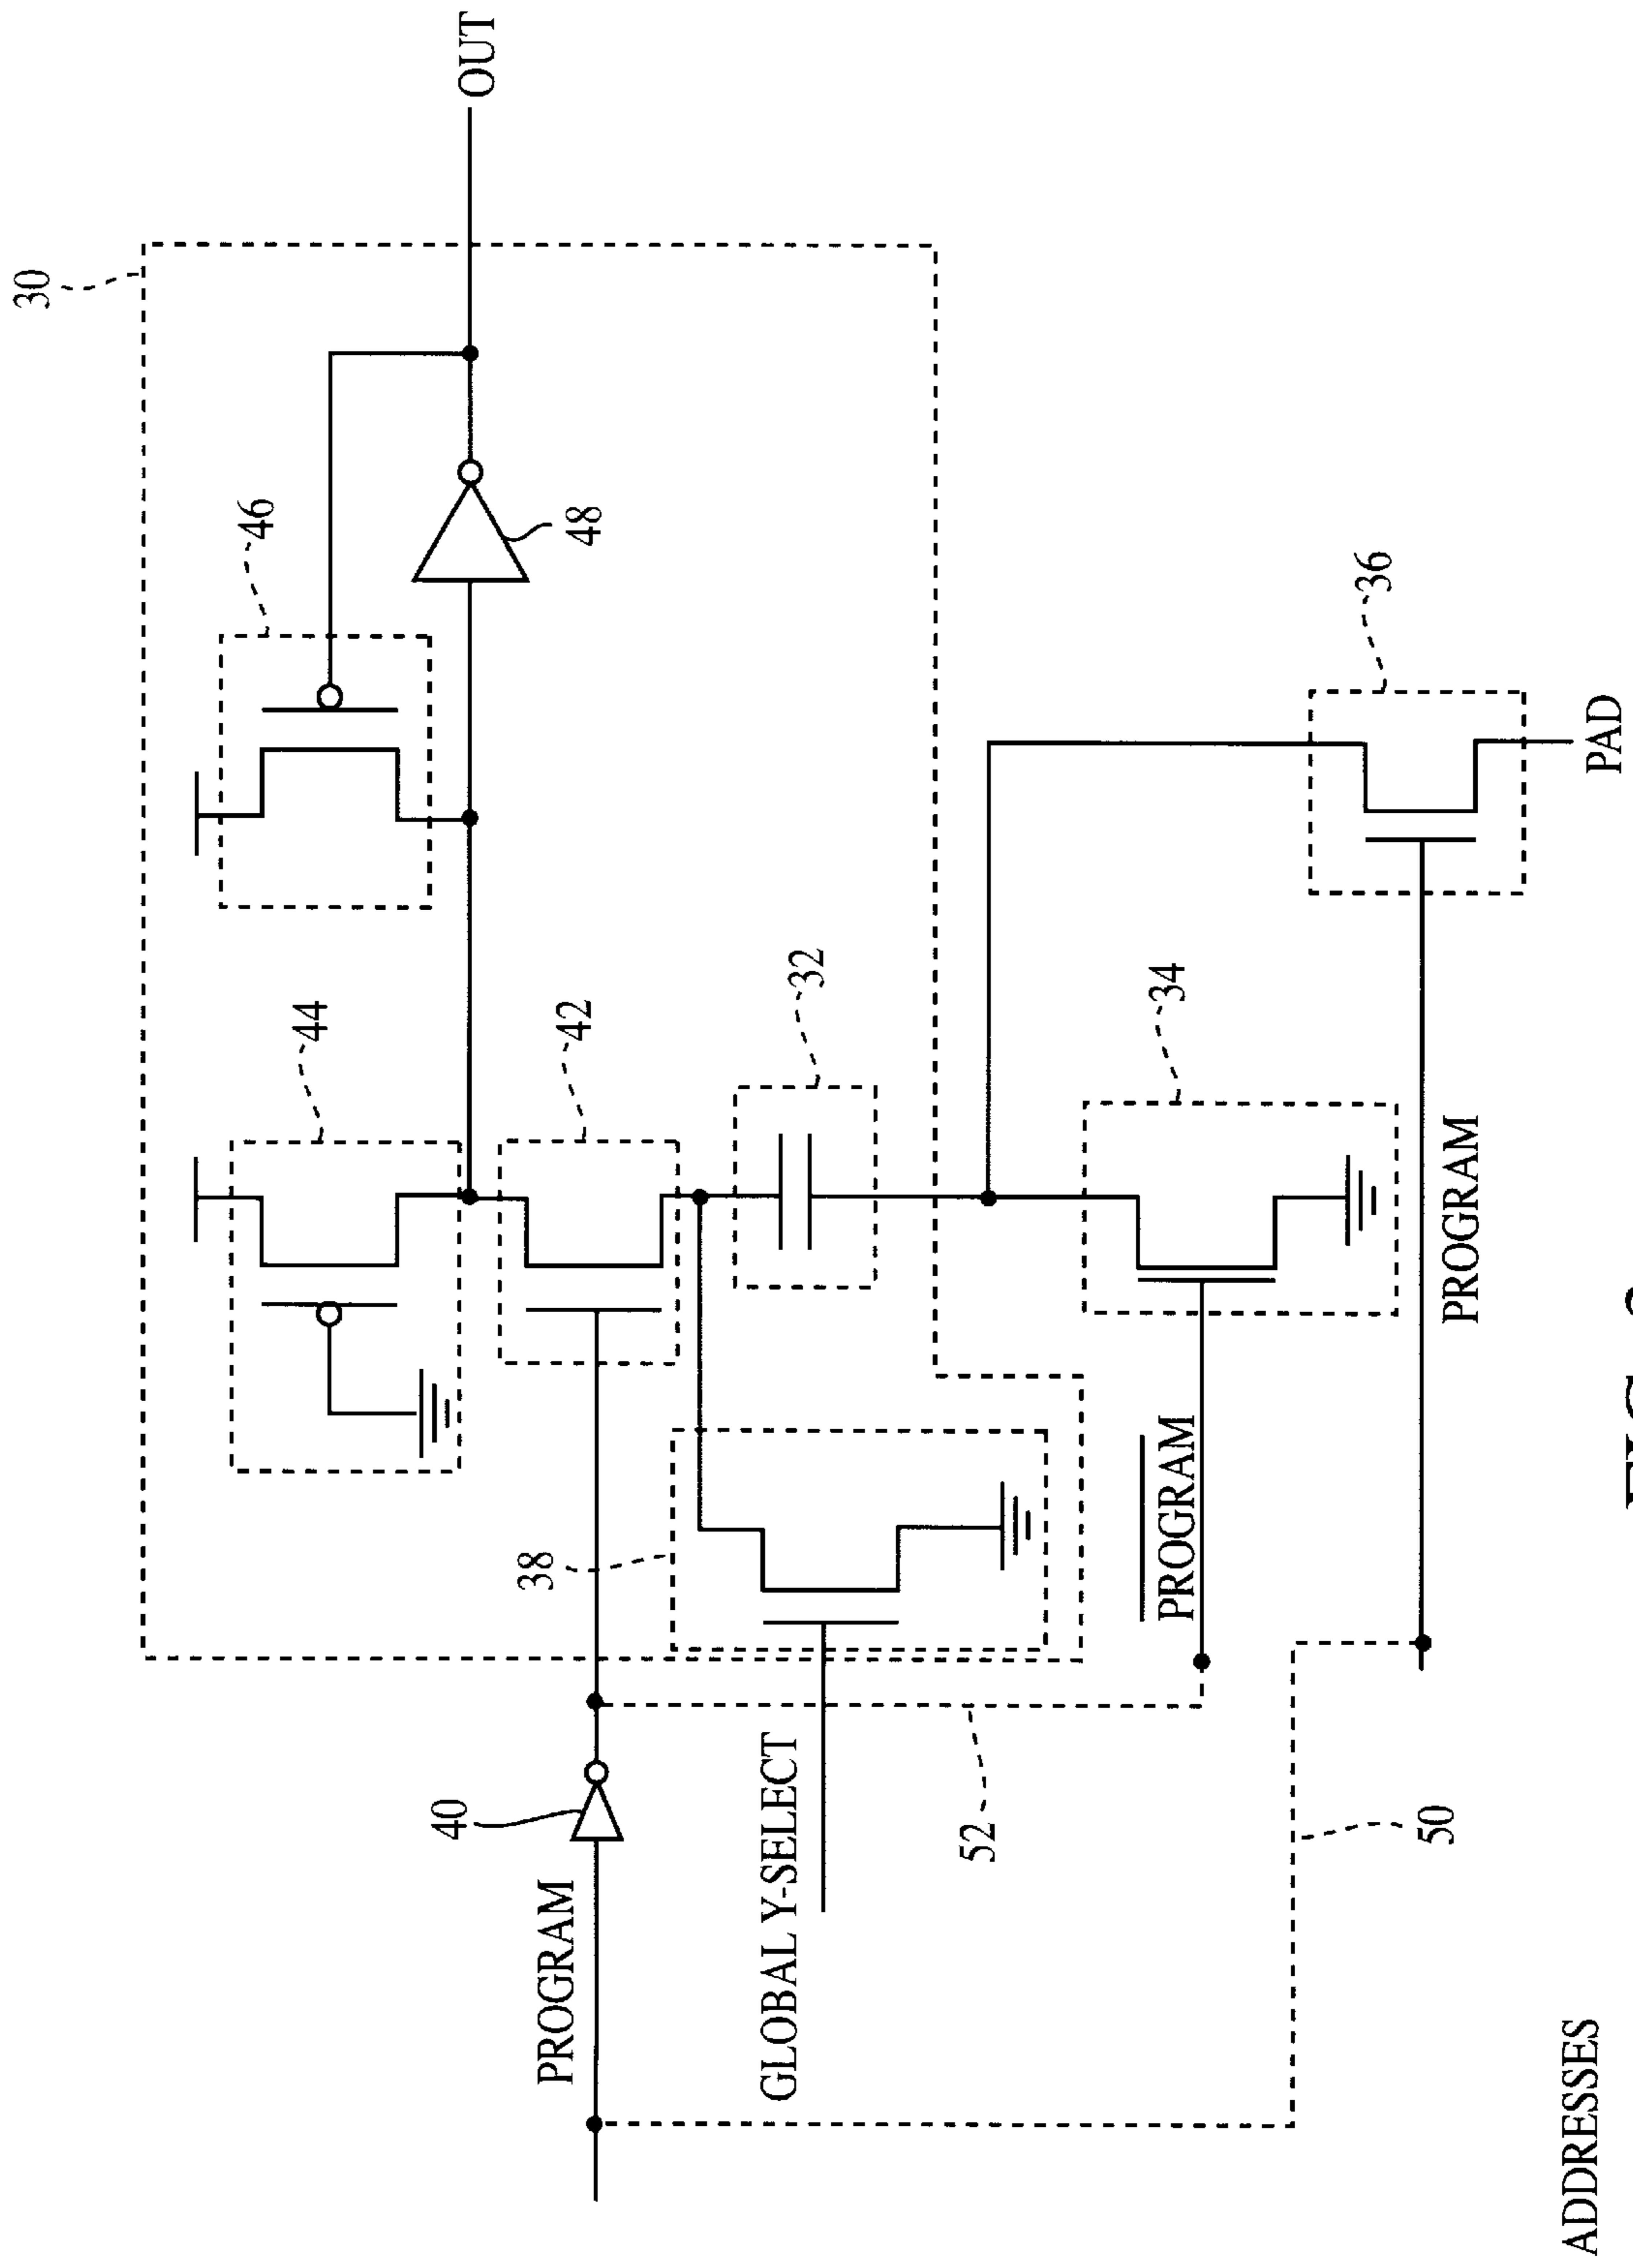 30
OUT
46
44
48
42
32
36
40
PROGRAM
38
GLOBAL Y-SELECT
34
52
PROGRAM
PROGRAM
PAD
50
ADDRESSES